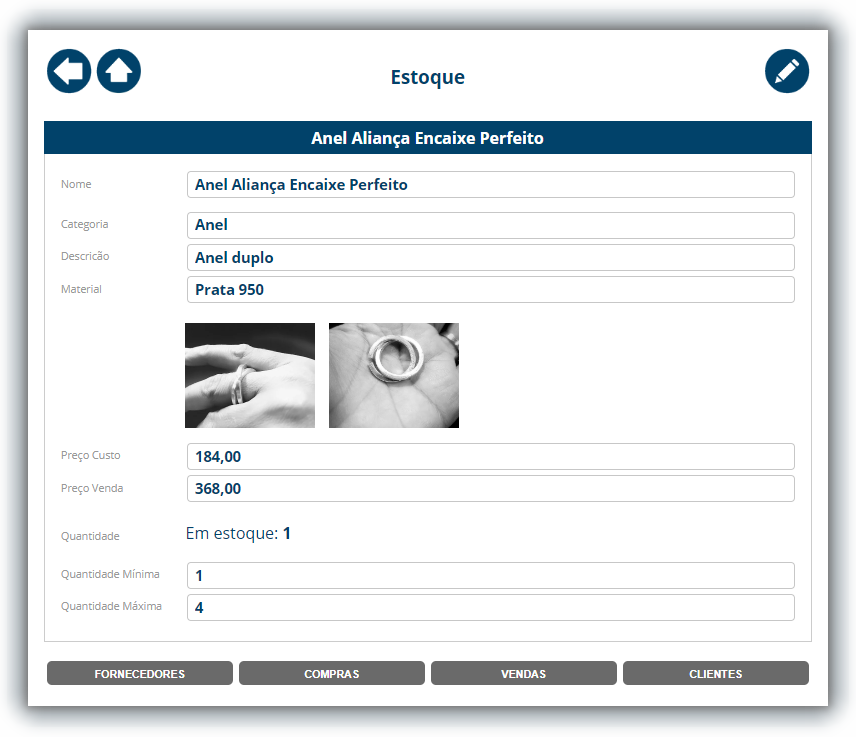 Estoque
Anel Aliança Encaixe Perfeito
Nome Anel Aliança Encaixe Perfeito
Categoria Anel
Descricão Anel duplo
Material Prata 950
Preço Custo 184,00
Preço Venda 368,00
Quantidade Em estoque: 1
Quantidade Mínima 1
Quantidade Máxima 4
FORNECEDORES COMPRAS VENDAS CLIENTES